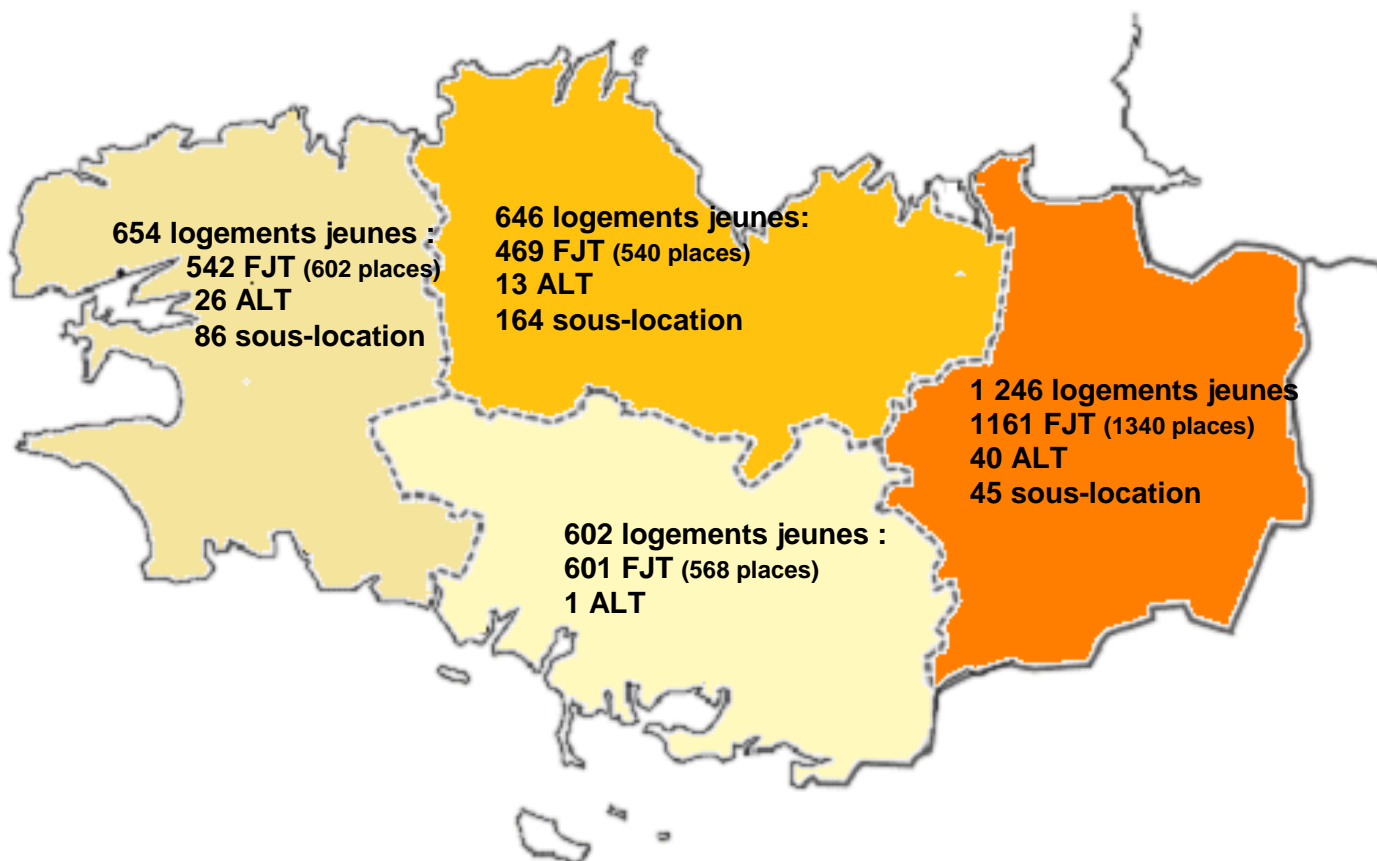 654 logements jeunes :
542 FJT (602 places)
26 ALT
86 sous-location
646 logements jeunes:
469 FJT (540 places)
13 ALT
164 sous-location
1 246 logements jeunes
1161 FJT (1340 places)
40 ALT
45 sous-location
602 logements jeunes :
601 FJT (568 places)
1 ALT